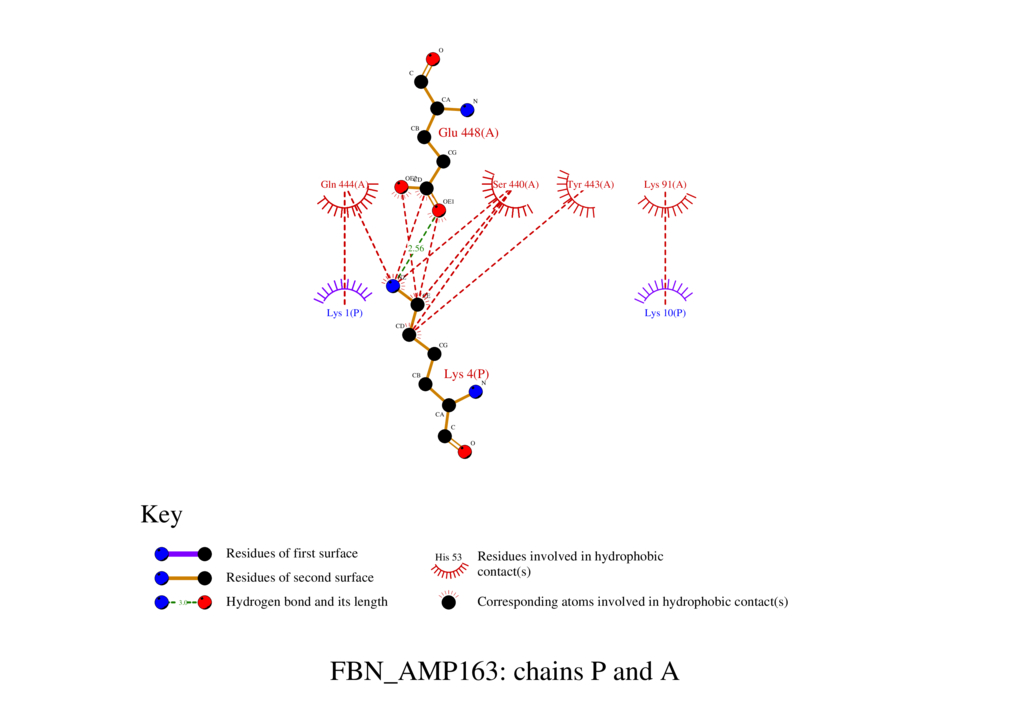 O
C
CA
N
CB
Glu 448(A)
CG
Gln 444(A)
CD
Ser 440(A)
Tyr 443(A)
Lys 91(A)
OE1
2.56
Lys 1(P)
Lys 10(P)
CD
CG
CB
Lys 4(P)
N
CA
C
O
Key
Residues of first surface
Residues of second surface
3.0
Hydrogen bond and its length
His 53
Residues involved in hydrophobic
contact(s)
Corresponding atoms involved in hydrophobic contact(s)
FBN_AMP163: chains P and A